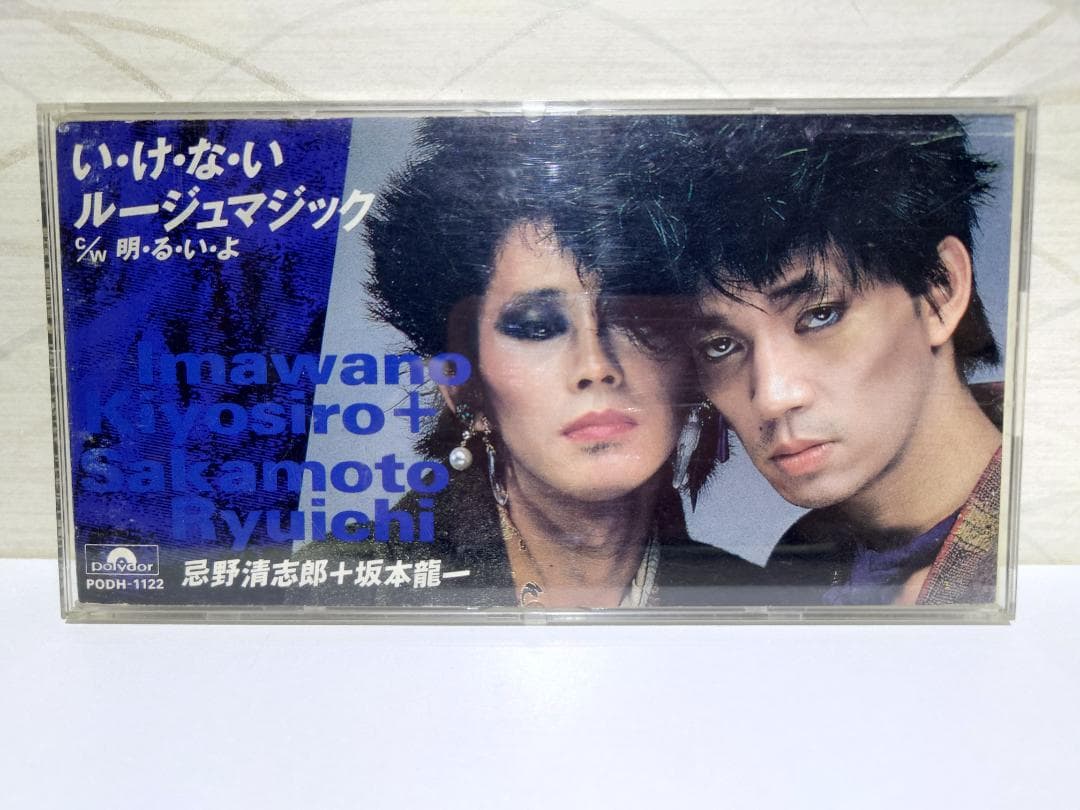 い・け・な・い
ルージュマジック
c/w 明・る・い・よ
Imawano
Kiyosiro+
Sakamoto
Ryuichi
polydor
PODH-1122
忌野清志郎+坂本龍一